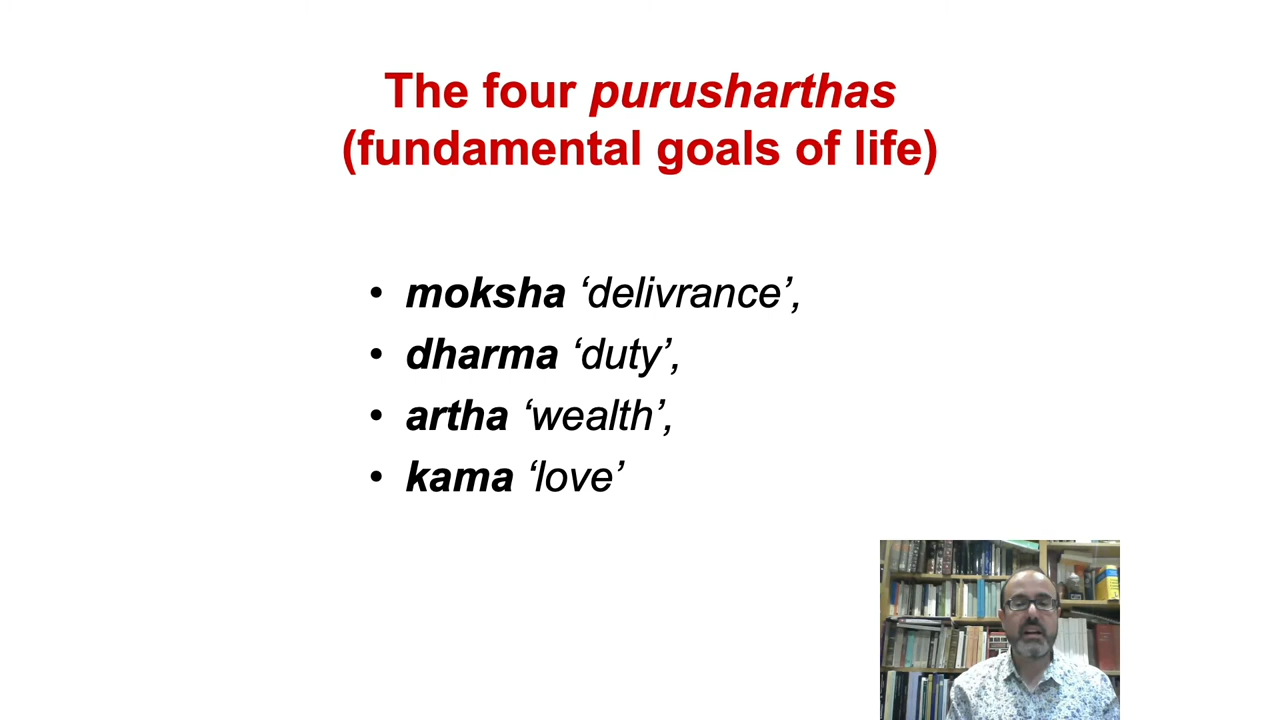 The four purusharthas
(fundamental goals of life)
• moksha ‘delivrance’,
• dharma ‘duty’,
• artha ‘wealth’,
• kama ‘love’